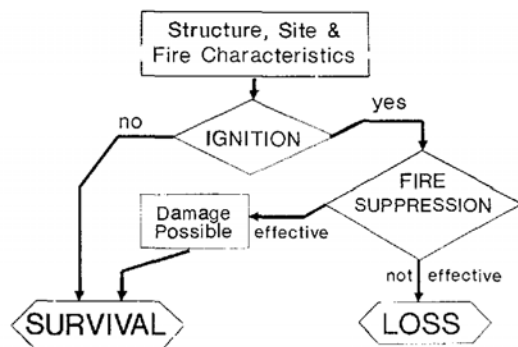 Structure, Site &
Fire Characteristics
no
yes
IGNITION
FIRE
SUPPRESSION
Damage
Possible
effective
not effective
SURVIVAL
LOSS